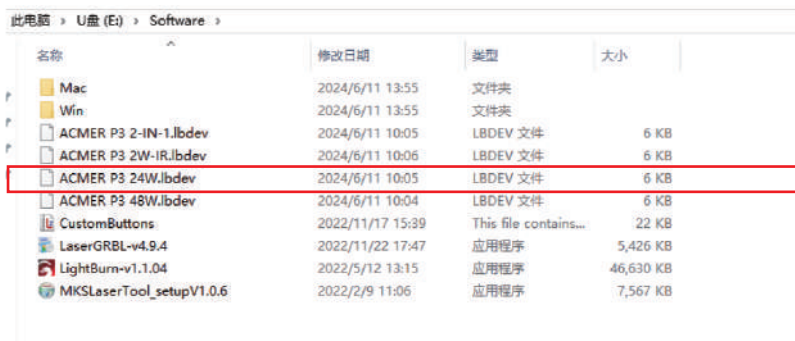 此电脑 › U盘 (E:) › Software ›
名称 修改日期 类型 大小
Mac 2024/6/11 13:55 文件夹
Win 2024/6/11 13:55 文件夹
ACMER P3 2-IN-1.lbdev 2024/6/11 10:05 LBDEV 文件 6 KB
ACMER P3 2W-IR.lbdev 2024/6/11 10:06 LBDEV 文件 6 KB
ACMER P3 24W.lbdev 2024/6/11 10:05 LBDEV 文件 6 KB
ACMER P3 48W.lbdev 2024/6/11 10:04 LBDEV 文件 6 KB
CustomButtons 2022/11/17 15:39 This file contains... 22 KB
LaserGRBL-v4.9.4 2022/11/22 17:47 应用程序 5,426 KB
LightBurn-v1.1.04 2022/5/12 13:15 应用程序 46,630 KB
MKSLaserTool_setupV1.0.6 2022/2/9 11:06 应用程序 7,567 KB